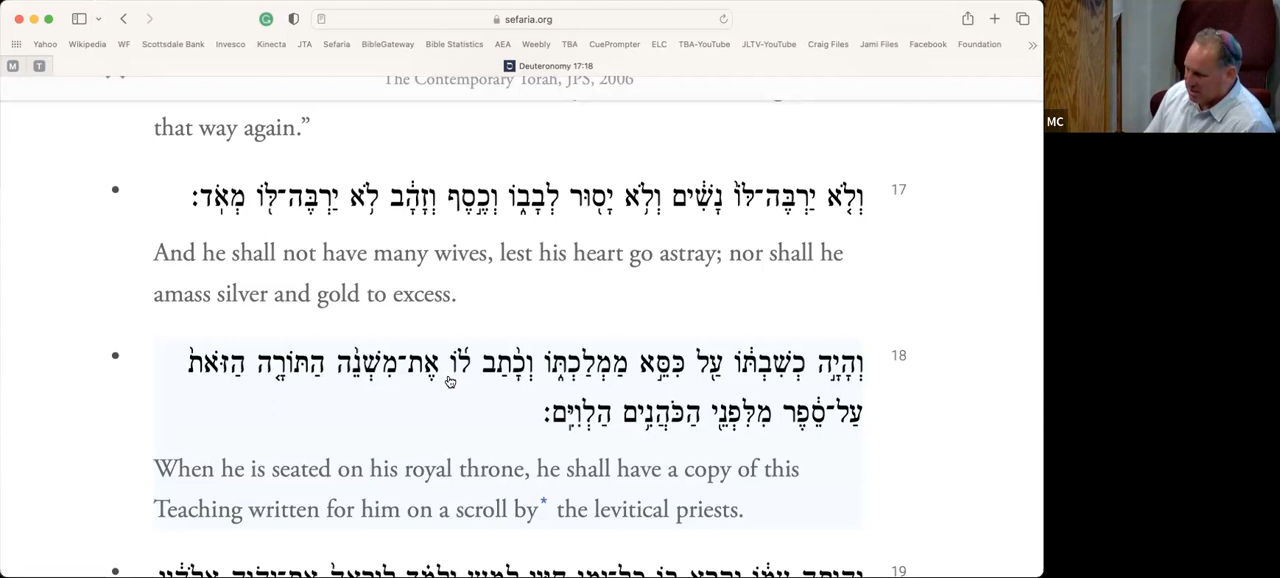 sefaria.org
Yahoo Wikipedia WF Scottsdale Bank Invesco Kinecta JTA Sefaria BibleGateway Bible Statistics AEA Weebly TBA CuePrompter ELC TBA-YouTube JLTV-YouTube Craig Files Jami Files Facebook Foundation
M T Deuteronomy 17:18
The Contemporary Torah, JPS, 2006
MC
that way again.”
17
וְלֹ֤א יַרְבֶּה־לּוֹ֙ נָשִׁ֔ים וְלֹ֥א יָס֖וּר לְבָב֑וֹ וְכֶ֣סֶף וְזָהָ֔ב לֹ֥א יַרְבֶּה־לּ֖וֹ מְאֹֽד׃
And he shall not have many wives, lest his heart go astray; nor shall he
amass silver and gold to excess.
18
וְהָיָ֣ה כְשִׁבְתּ֔וֹ עַ֖ל כִּסֵּ֣א מַמְלַכְתּ֑וֹ וְכָ֨תַב ל֜וֹ אֶת־מִשְׁנֵ֨ה הַתּוֹרָ֤ה הַזֹּאת֙
עַל־סֵ֔פֶר מִלִּפְנֵ֥י הַכֹּהֲנִ֖ים הַלְוִיִּֽם׃
When he is seated on his royal throne, he shall have a copy of this
Teaching written for him on a scroll by* the levitical priests.
19